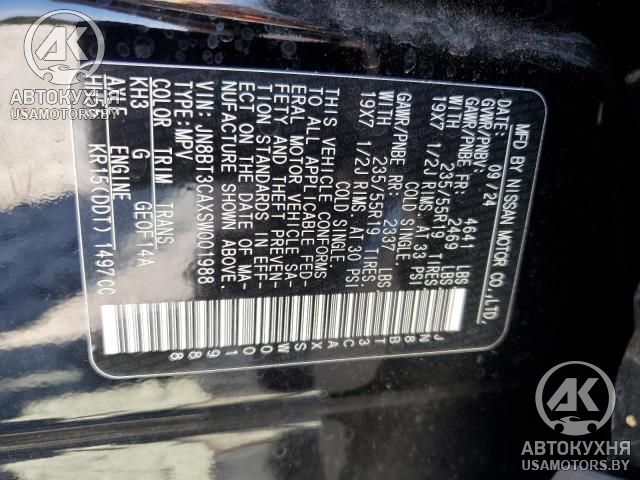 MFD BY NISSAN MOTOR CO.,LTD.
DATE: 09/24
GVWR/PNBV: 4641 LBS
GAWR/PNBE FR: 2469 LBS
WITH 235/55R19 TIRES
19X7 1/2J RIMS: AT 33 PSI
COLD SINGLE
GAWR/PNBE RR: 2337 LBS
WITH 235/55R19 TIRES
19X7 1/2J RIMS: AT 30 PSI
COLD SINGLE
THIS VEHICLE CONFORMS
TO ALL APPLICABLE FED-
ERAL MOTOR VEHICLE SA-
FETY AND THEFT PREVEN-
TION STANDARDS IN EFF-
ECT ON THE DATE OF MA-
NUFACTURE SHOWN ABOVE.
VIN: JN8BT3CAXSW001988
TYPE:MPV
COLOR TRIM TRANS
KH3 G GE0F14A
AXLE ENGINE
KR15(DDT) 1497CC
JN8BT3CAXSW001988
АВТОКУХНЯ
USAMOTORS.BY
АВТОКУХНЯ
USAMOTORS.BY